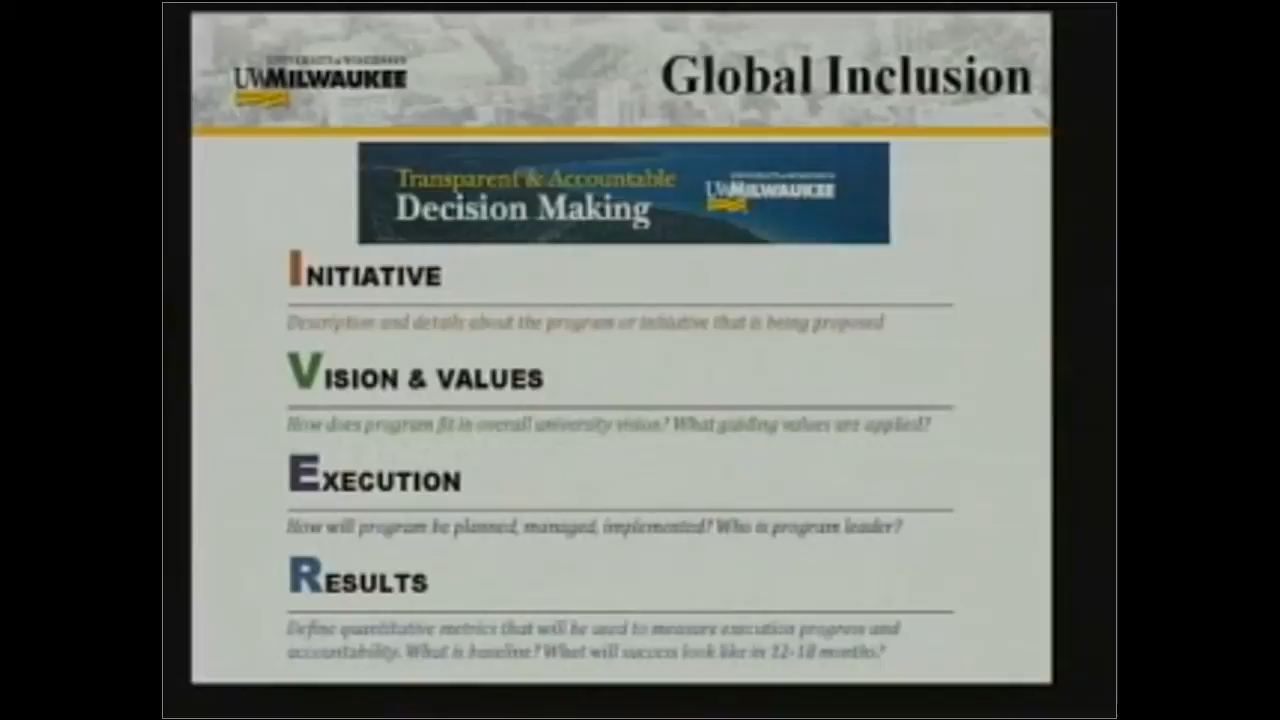 UNIVERSITY of WISCONSIN
UWMILWAUKEE
Global Inclusion
Transparent & Accountable
Decision Making
UNIVERSITY of WISCONSIN
UWMILWAUKEE
INITIATIVE
Description and details about the program or initiative that is being proposed
VISION & VALUES
How does program fit in overall university vision? What guiding values are applied?
EXECUTION
How will program be planned, managed, implemented? Who is program leader?
RESULTS
Define quantitative metrics that will be used to measure execution progress and
accountability. What is baseline? What will success look like in 12-18 months?